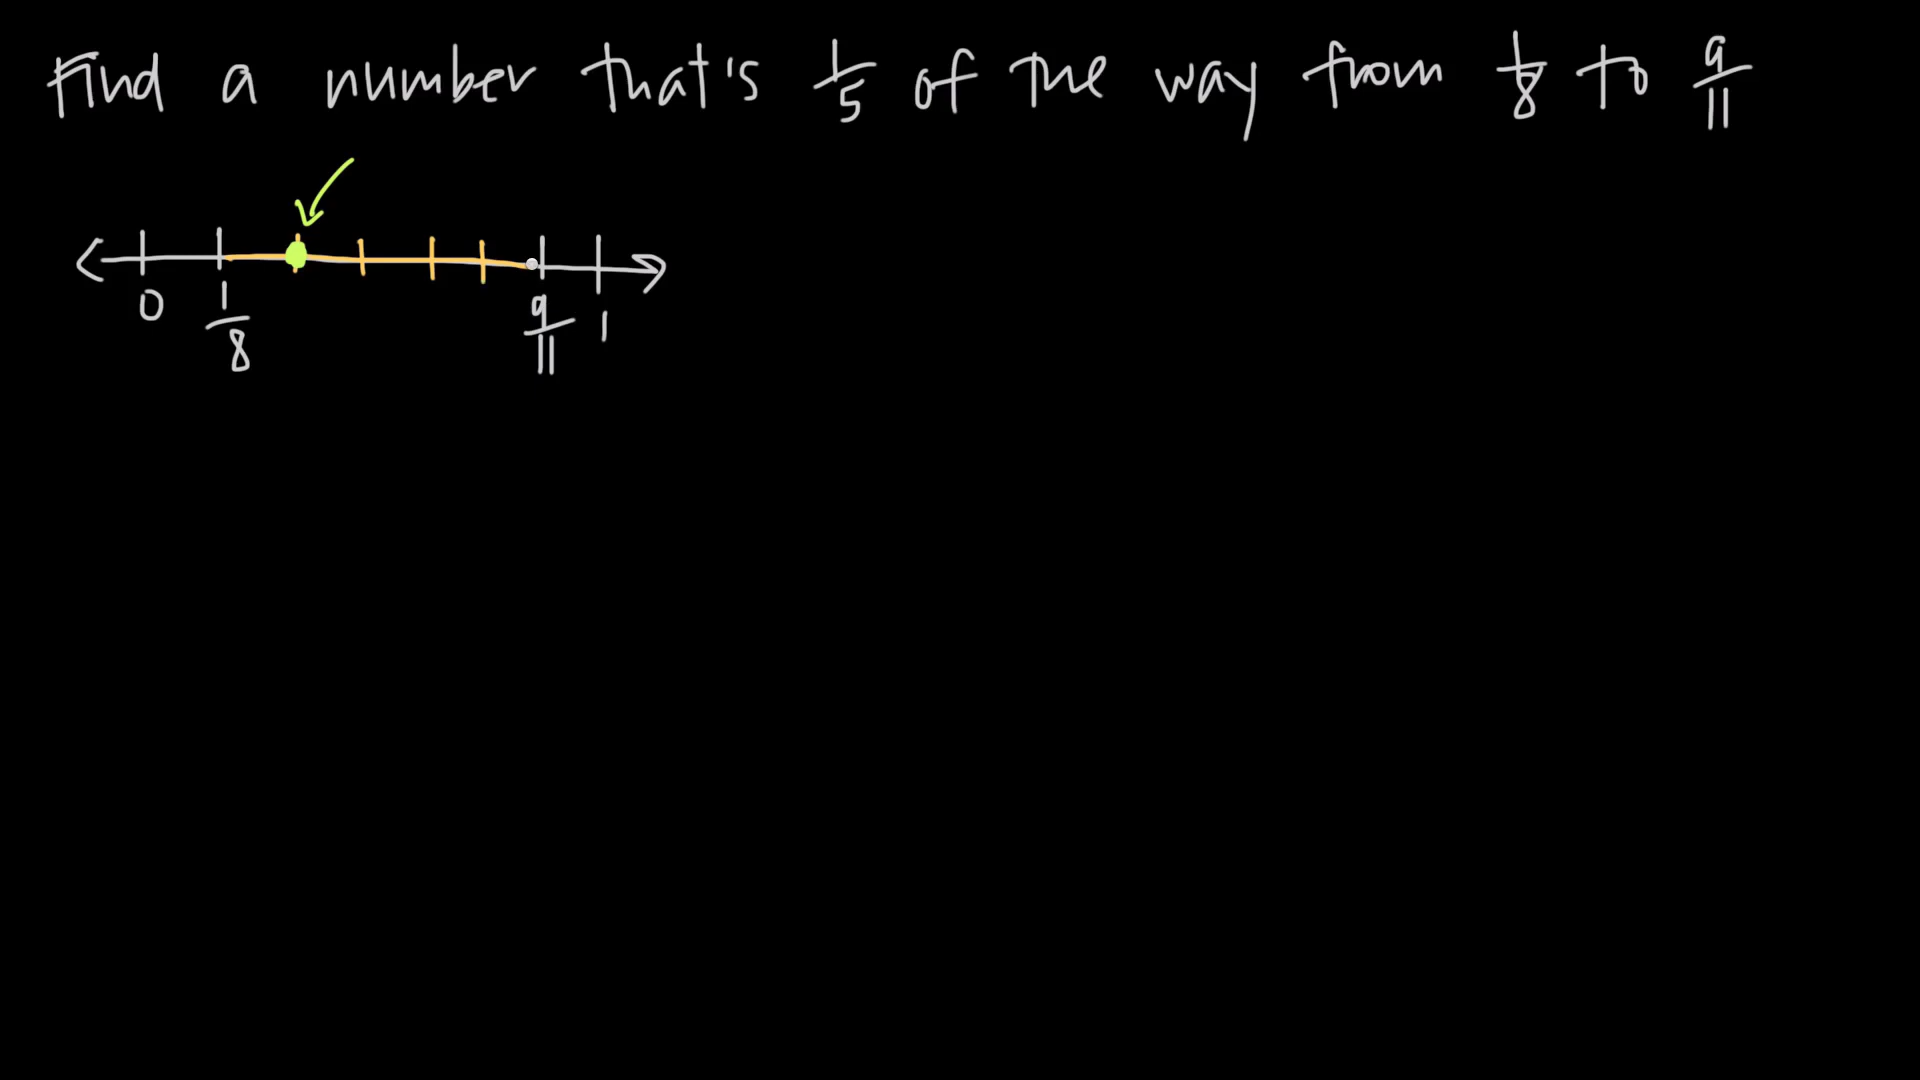 Find a number that's 1/5 of the way from 1/8 to 9/11
0 1/8 9/11 1